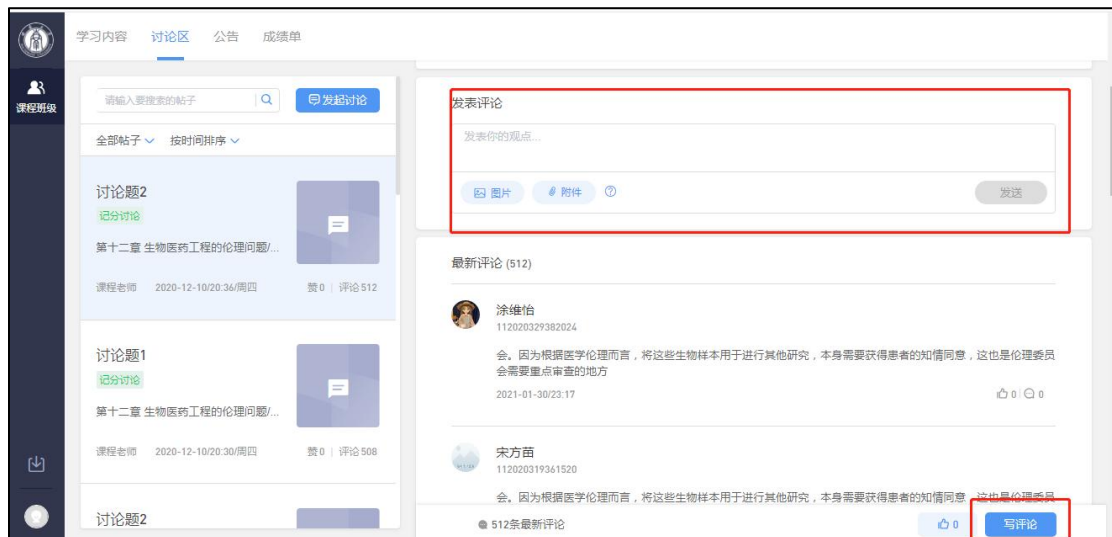 学习内容 讨论区 公告 成绩单
课程班级
请输入要搜索的帖子
发起讨论
全部帖子 按时间排序
讨论题2
记分讨论
第十二章 生物医药工程的伦理问题/...
课程老师 2020-12-10/20:36/周四 赞0 | 评论512
讨论题1
记分讨论
第十二章 生物医药工程的伦理问题/...
课程老师 2020-12-10/20:30/周四 赞0 | 评论508
讨论题2
发表评论
发表你的观点...
图片 附件 发送
最新评论 (512)
涂维怡
112020329382024
会。因为根据医学伦理而言，将这些生物样本用于进行其他研究，本身需要获得患者的知情同意，这也是伦理委员
会需要重点审查的地方
2021-01-30/23:17 0 0
宋方苗
112020319361520
会。因为根据医学伦理而言，将这些生物样本用于进行其他研究，本身需要获得患者的知情同意，这也是伦理委员
512条最新评论 0 写评论